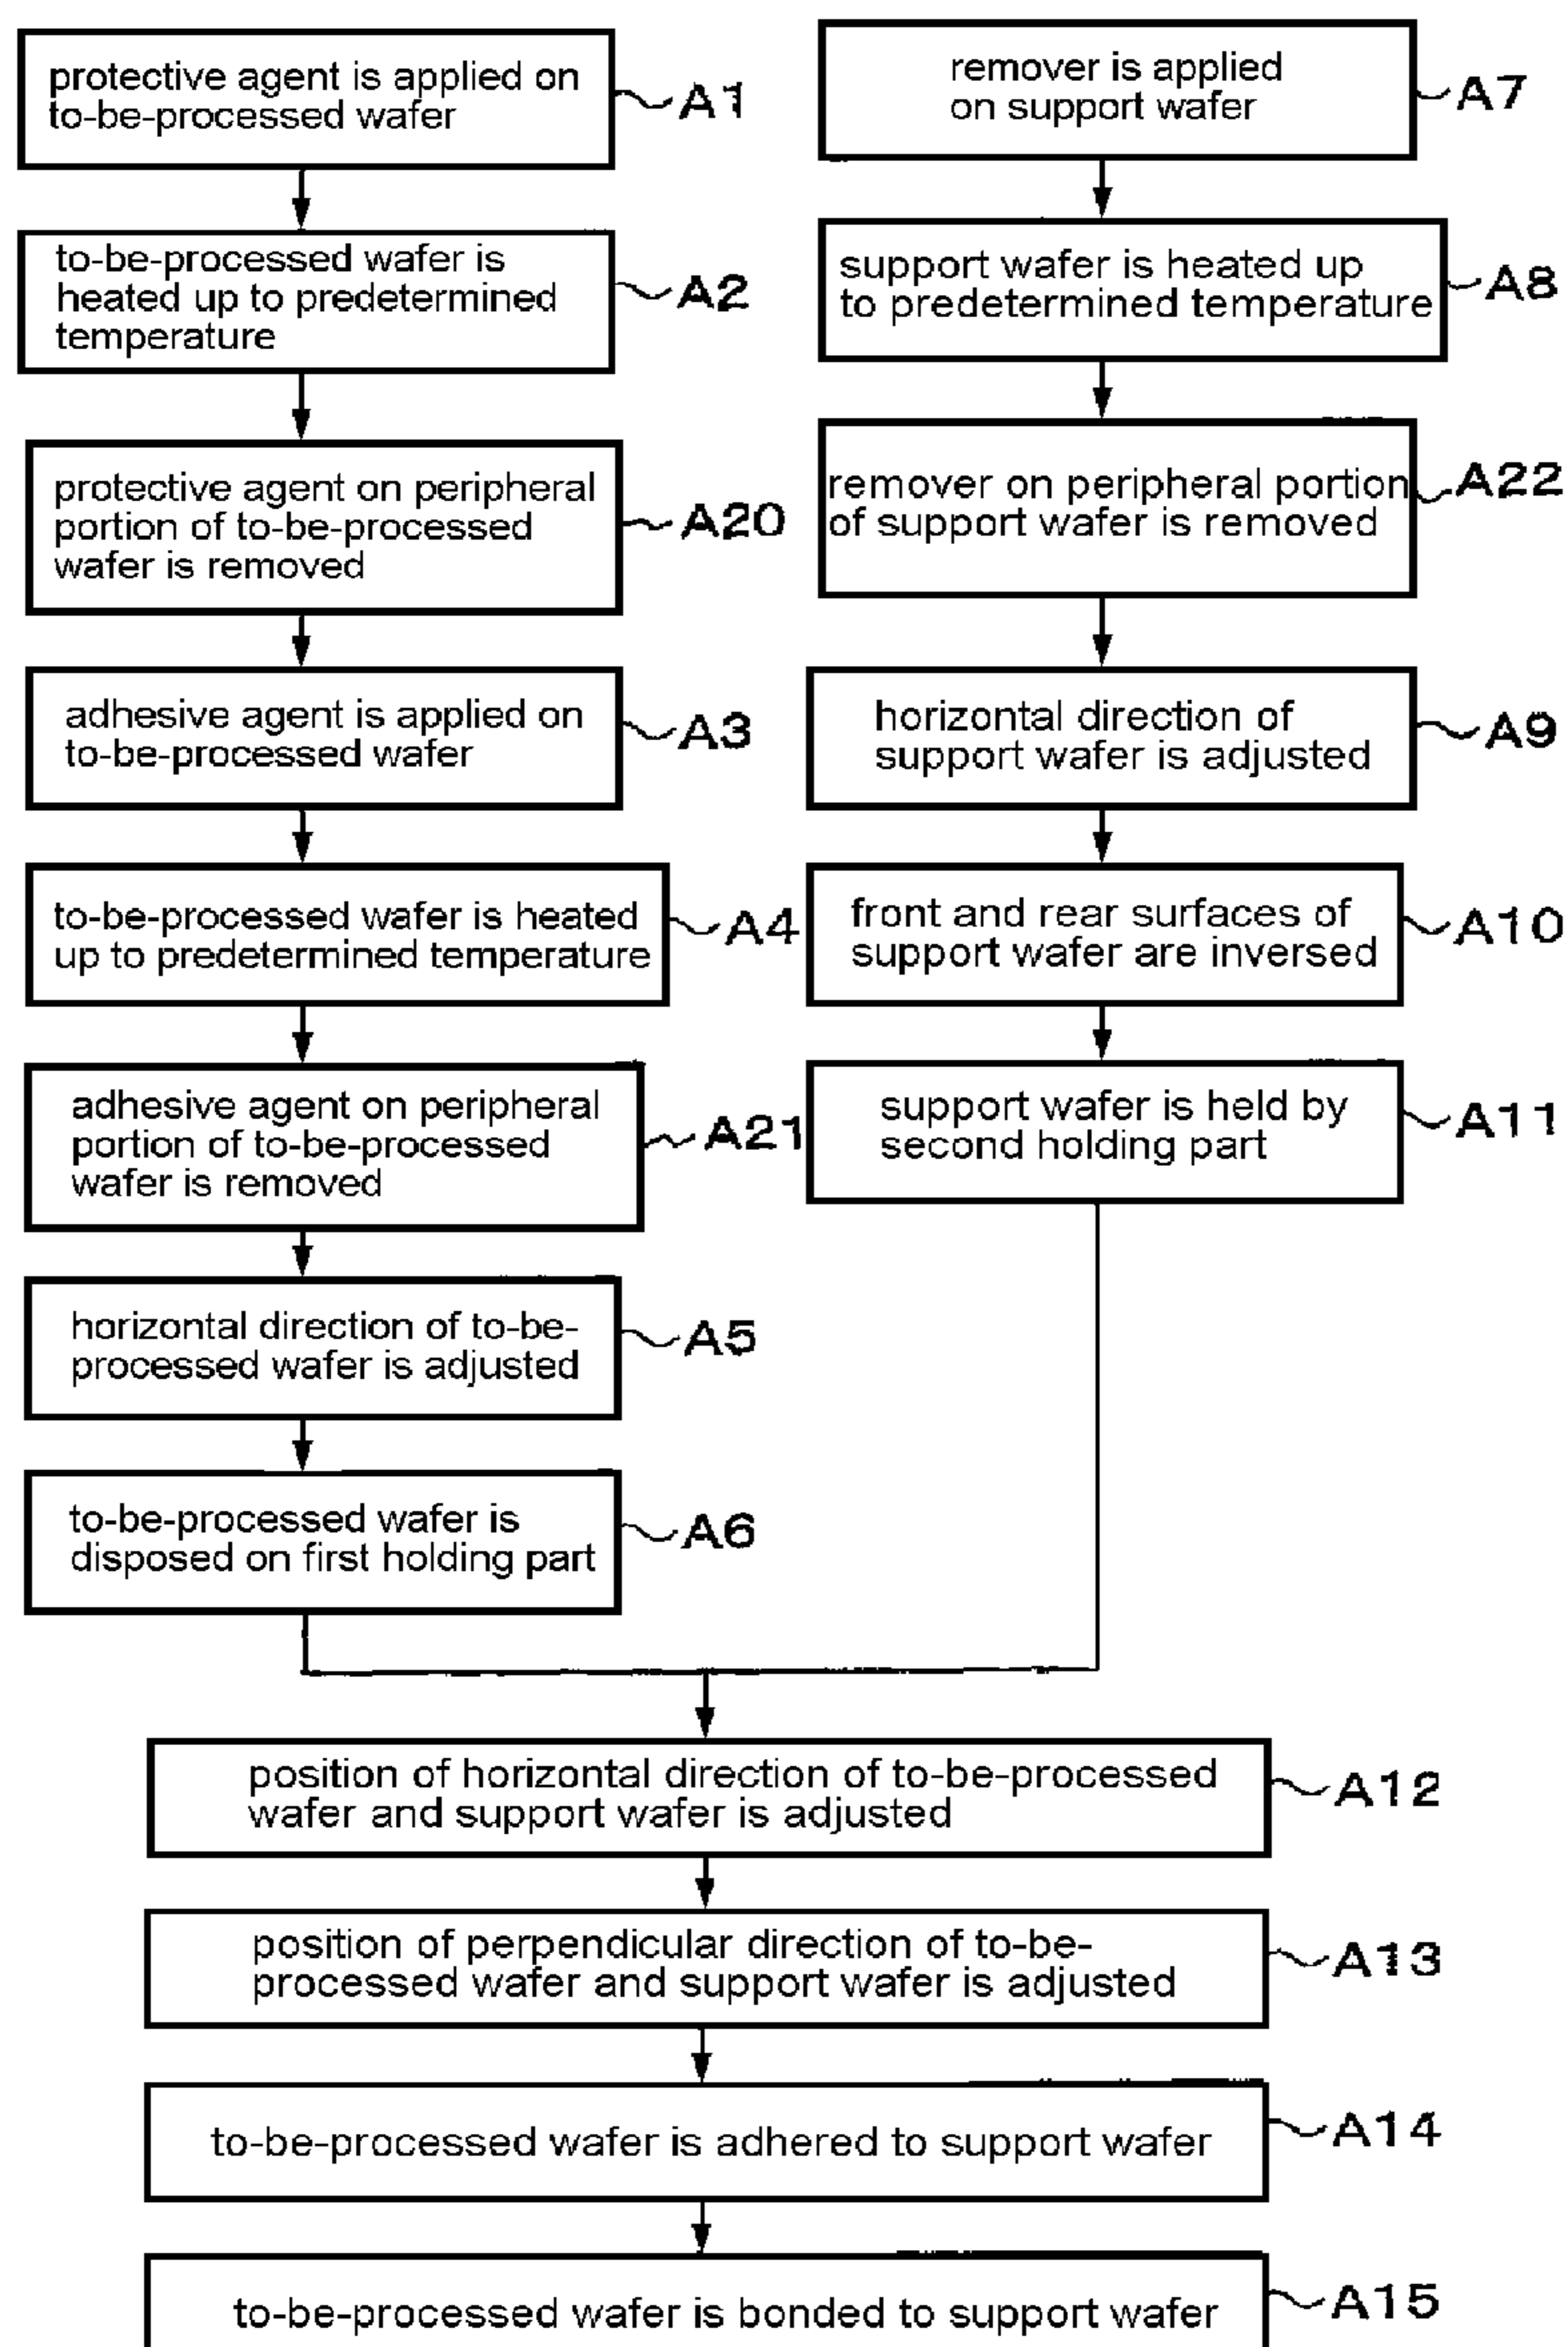 protective agent is applied on
to-be-processed wafer
A1
to-be-processed wafer is
heated up to predetermined
temperature
A2
protective agent on peripheral
portion of to-be-processed
wafer is removed
A20
adhesive agent is applied on
to-be-processed wafer
A3
to-be-processed wafer is heated
up to predetermined temperature
A4
adhesive agent on peripheral
portion of to-be-processed
wafer is removed
A21
horizontal direction of to-be-
processed wafer is adjusted
A5
to-be-processed wafer is
disposed on first holding part
A6
remover is applied
on support wafer
A7
support wafer is heated up
to predetermined temperature
A8
remover on peripheral portion
of support wafer is removed
A22
horizontal direction of
support wafer is adjusted
A9
front and rear surfaces of
support wafer are inversed
A10
support wafer is held by
second holding part
A11
position of horizontal direction of to-be-processed
wafer and support wafer is adjusted
A12
position of perpendicular direction of to-be-
processed wafer and support wafer is adjusted
A13
to-be-processed wafer is adhered to support wafer
A14
to-be-processed wafer is bonded to support wafer
A15